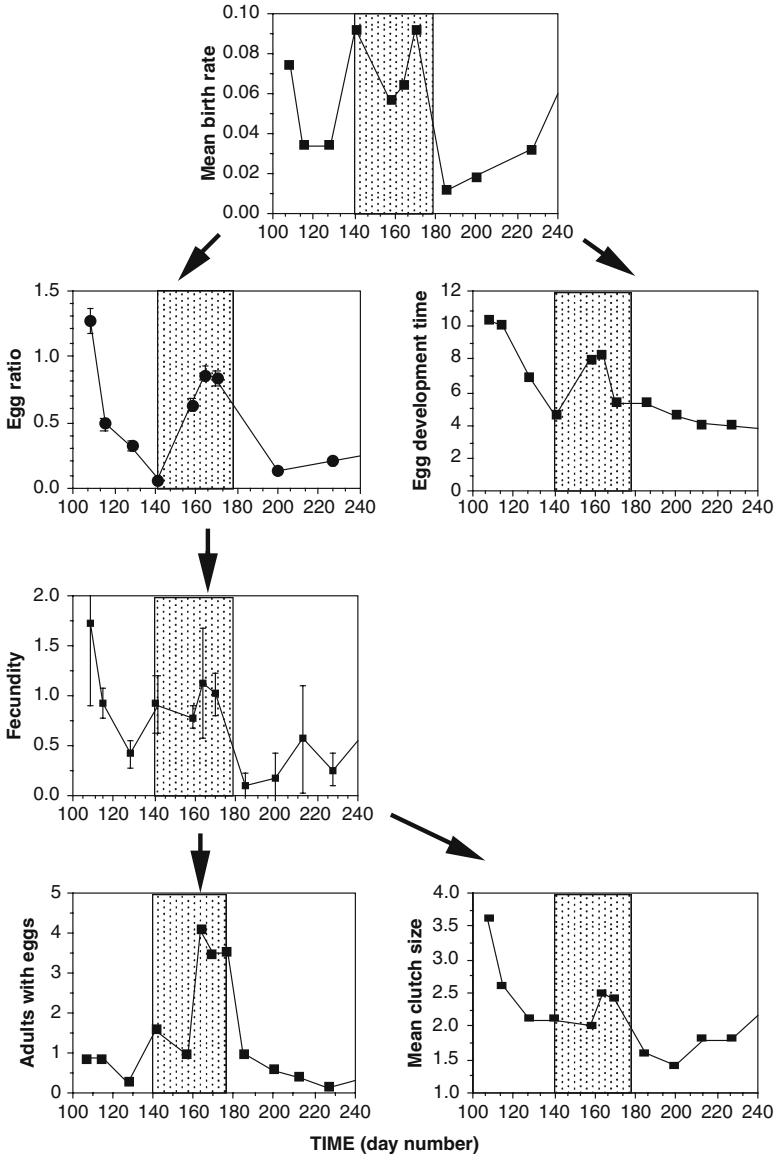 Mean birth rate
0.10
0.08
0.06
0.04
0.02
0.00
100 120 140 160 180 200 220 240
Egg ratio
1.5
1.0
0.5
0.0
100 120 140 160 180 200 220 240
Egg development time
12
10
8
6
4
2
0
100 120 140 160 180 200 220 240
Fecundity
2.0
1.5
1.0
0.5
0.0
100 120 140 160 180 200 220 240
Adults with eggs
5
4
3
2
1
0
100 120 140 160 180 200 220 240
Mean clutch size
4.0
3.5
3.0
2.5
2.0
1.5
1.0
100 120 140 160 180 200 220 240
TIME (day number)